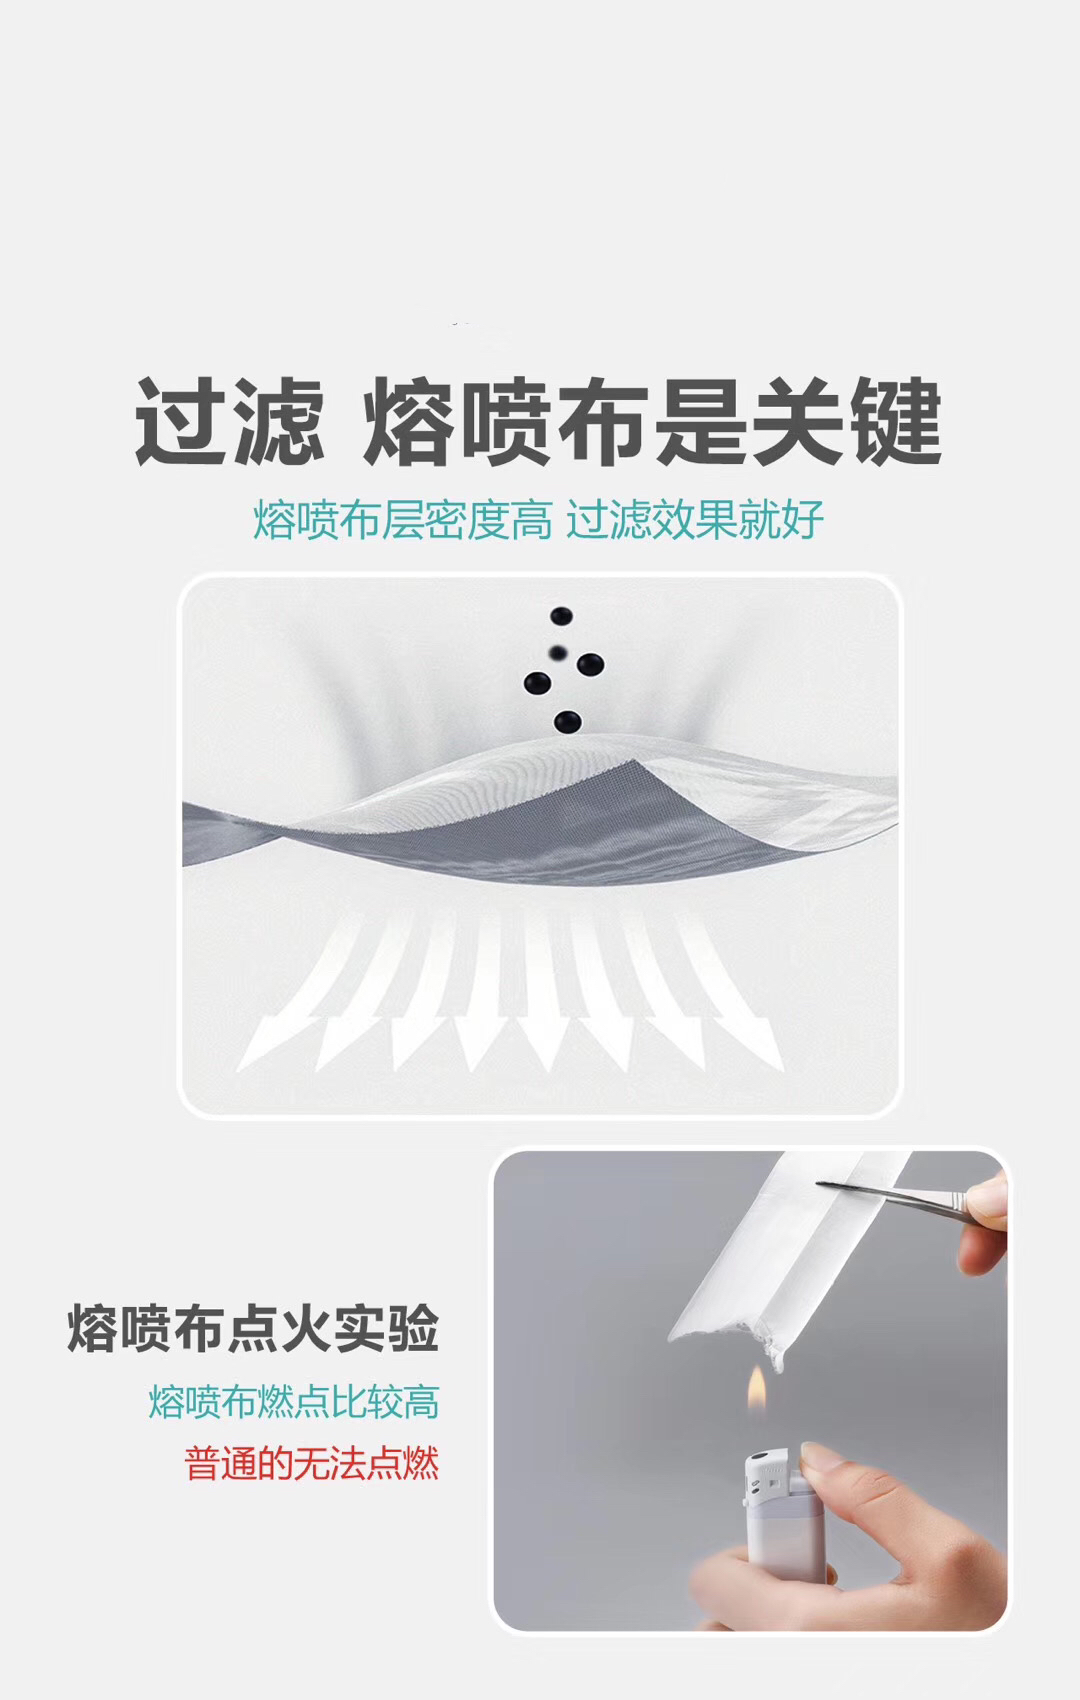 过滤 熔喷布是关键
熔喷布层密度高 过滤效果就好
熔喷布点火实验
熔喷布燃点比较高
普通的无法点燃